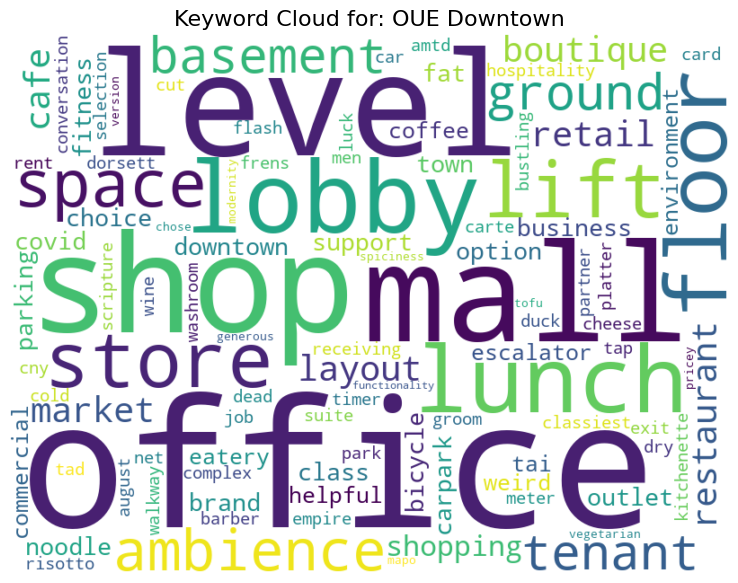 Keyword Cloud for: OUE Downtown
level
basement
boutique
cafe
conversation
fitness
selection
version
cut
car
amtd
fat
hospitality
card
ground
flash
luck
coffee
retail
bustling
environment
floor
rent
dorsett
frens
men
town
space
lobby
lift
modernity
choice
chose
carte
business
covid
downtown
support
spiciness
option
parking
scripture
wine
washroom
shop
mall
partner
platter
tofu
duck
cheese
generous
store
receiving
layout
functionality
escalator
tap
pricey
cny
cold
market
lunch
restaurant
dead
timer
job
suite
bicycle
groom
classiest
exit
commercial
office
tad
august
net
walkway
eatery
complex
park
class
brand
helpful
barber
empire
carpark
weird
tai
meter
dry
outlet
kitchenette
noodle
risotto
ambience
mapo
shopping
tenant
vegetarian